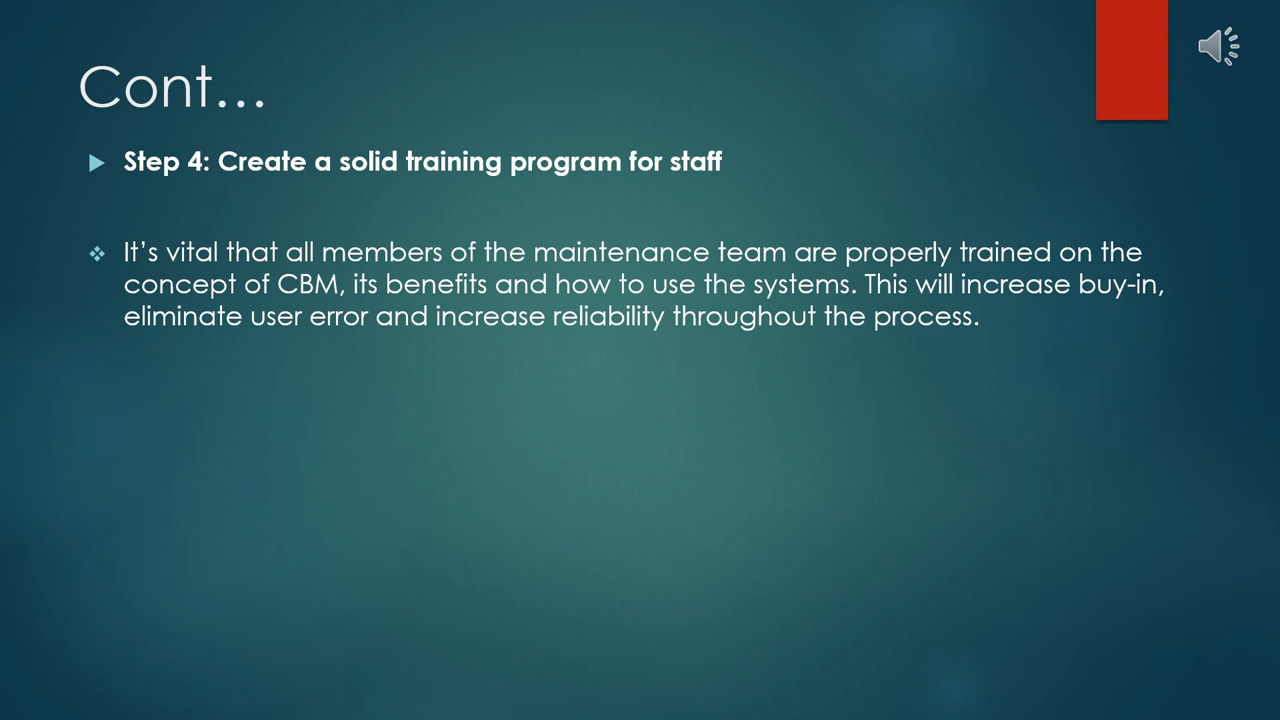 Cont…
Step 4: Create a solid training program for staff
It’s vital that all members of the maintenance team are properly trained on the
concept of CBM, its benefits and how to use the systems. This will increase buy-in,
eliminate user error and increase reliability throughout the process.